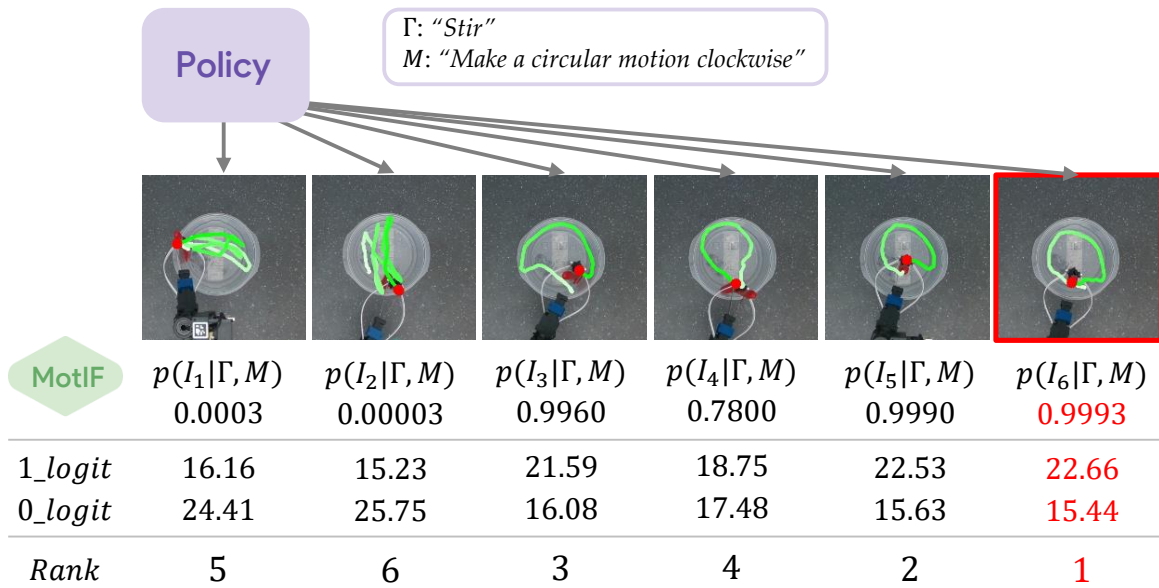 Policy
Γ: “Stir”
M: “Make a circular motion clockwise”
MotIF
p(I₁|Γ, M) p(I₂|Γ, M) p(I₃|Γ, M) p(I₄|Γ, M) p(I₅|Γ, M) p(I₆|Γ, M)
0.0003 0.00003 0.9960 0.7800 0.9990 0.9993
1_logit 16.16 15.23 21.59 18.75 22.53 22.66
0_logit 24.41 25.75 16.08 17.48 15.63 15.44
Rank 5 6 3 4 2 1